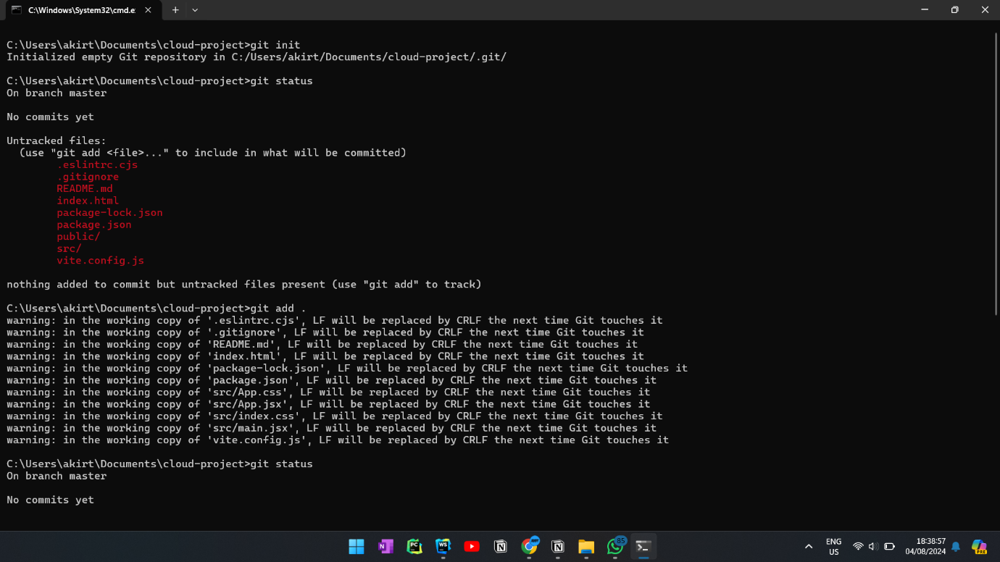 C:\Windows\System32\cmd.e
C:\Users\akirt\Documents\cloud-project>git init
Initialized empty Git repository in C:/Users/akirt/Documents/cloud-project/.git/
C:\Users\akirt\Documents\cloud-project>git status
On branch master
No commits yet
Untracked files:
(use "git add <file>..." to include in what will be committed)
.eslintrc.cjs
.gitignore
README.md
index.html
package-lock.json
package.json
public/
src/
vite.config.js
nothing added to commit but untracked files present (use "git add" to track)
C:\Users\akirt\Documents\cloud-project>git add .
warning: in the working copy of '.eslintrc.cjs', LF will be replaced by CRLF the next time Git touches it
warning: in the working copy of '.gitignore', LF will be replaced by CRLF the next time Git touches it
warning: in the working copy of 'README.md', LF will be replaced by CRLF the next time Git touches it
warning: in the working copy of 'index.html', LF will be replaced by CRLF the next time Git touches it
warning: in the working copy of 'package-lock.json', LF will be replaced by CRLF the next time Git touches it
warning: in the working copy of 'package.json', LF will be replaced by CRLF the next time Git touches it
warning: in the working copy of 'src/App.css', LF will be replaced by CRLF the next time Git touches it
warning: in the working copy of 'src/App.jsx', LF will be replaced by CRLF the next time Git touches it
warning: in the working copy of 'src/index.css', LF will be replaced by CRLF the next time Git touches it
warning: in the working copy of 'src/main.jsx', LF will be replaced by CRLF the next time Git touches it
warning: in the working copy of 'vite.config.js', LF will be replaced by CRLF the next time Git touches it
C:\Users\akirt\Documents\cloud-project>git status
On branch master
No commits yet
N
PC
WS
N
N
85
ENG
US
18:38:57
04/08/2024
PRE